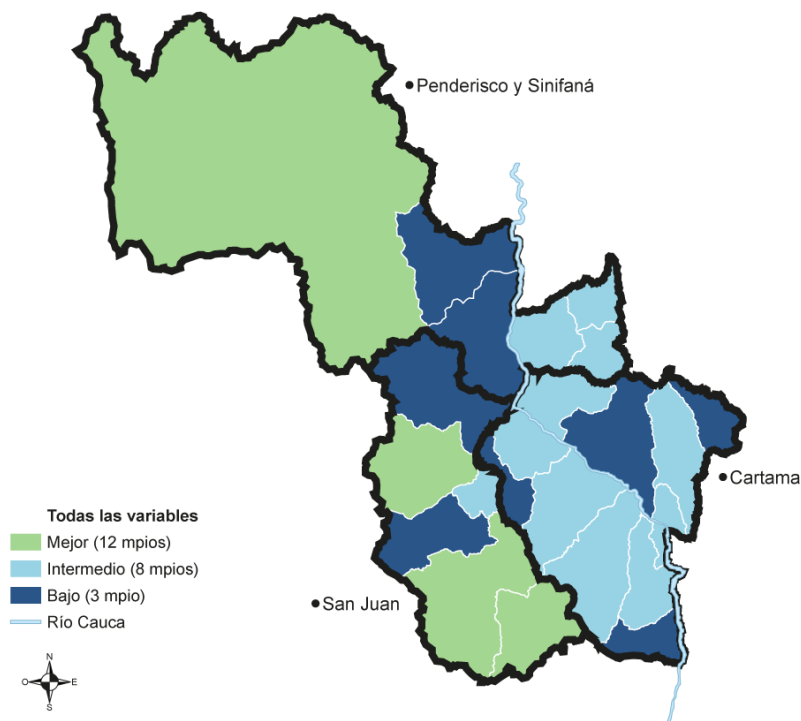 Penderisco y Sinifaná
Cartama
San Juan
Todas las variables
Mejor (12 mpios)
Intermedio (8 mpios)
Bajo (3 mpio)
Río Cauca
N
O
E
S